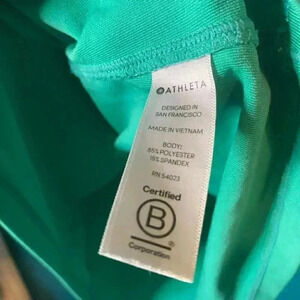 ATHLETA
DESIGNED IN
SAN FRANCISCO
MADE IN VIETNAM
BODY:
85% POLYESTER
15% SPANDEX
RN 54023
Certified
B
Corporation